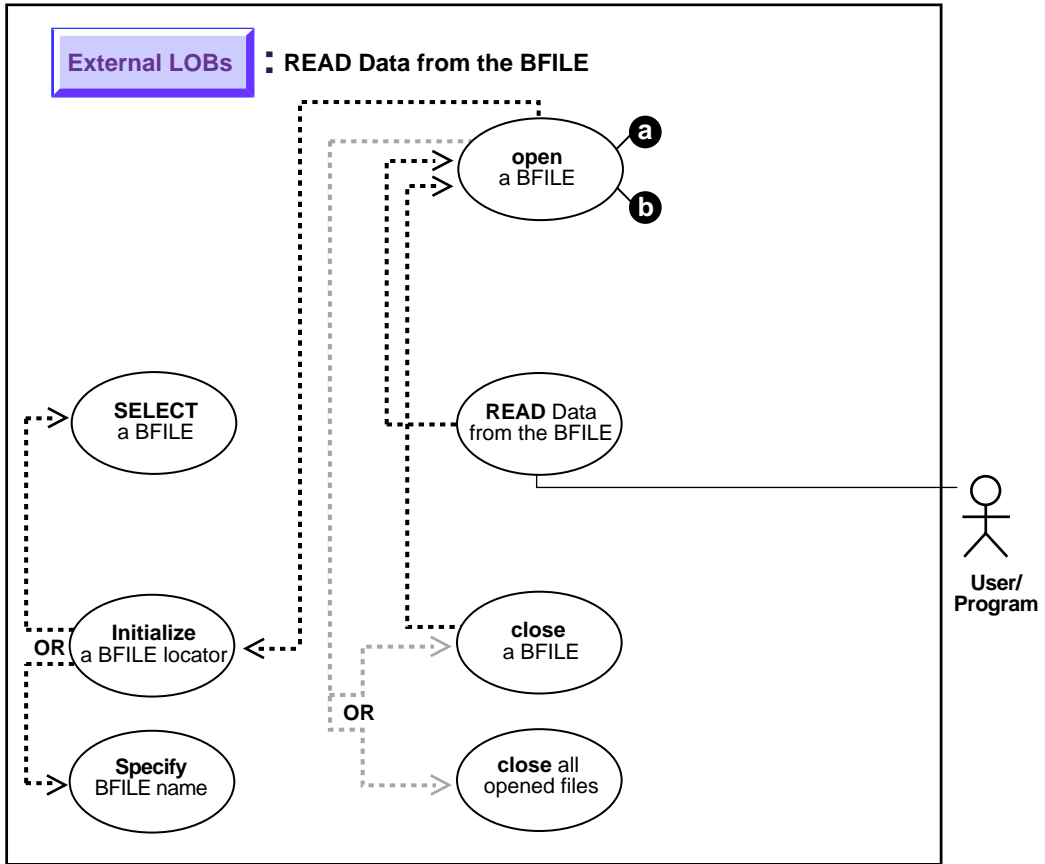 External LOBs : READ Data from the BFILE
a
open
a BFILE
b
SELECT
a BFILE
READ Data
from the BFILE
User/
Program
Initialize
OR a BFILE locator
close
a BFILE
OR
Specify
BFILE name
close all
opened files